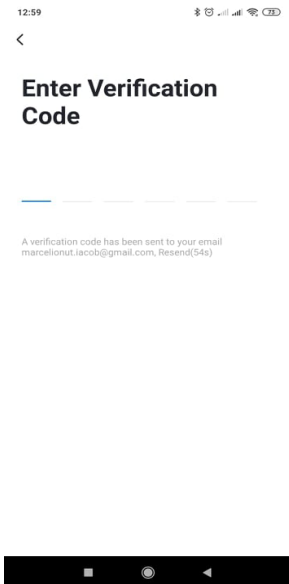 12:59
72
Enter Verification
Code
A verification code has been sent to your email
marcelionut.iacob@gmail.com, Resend(54s)